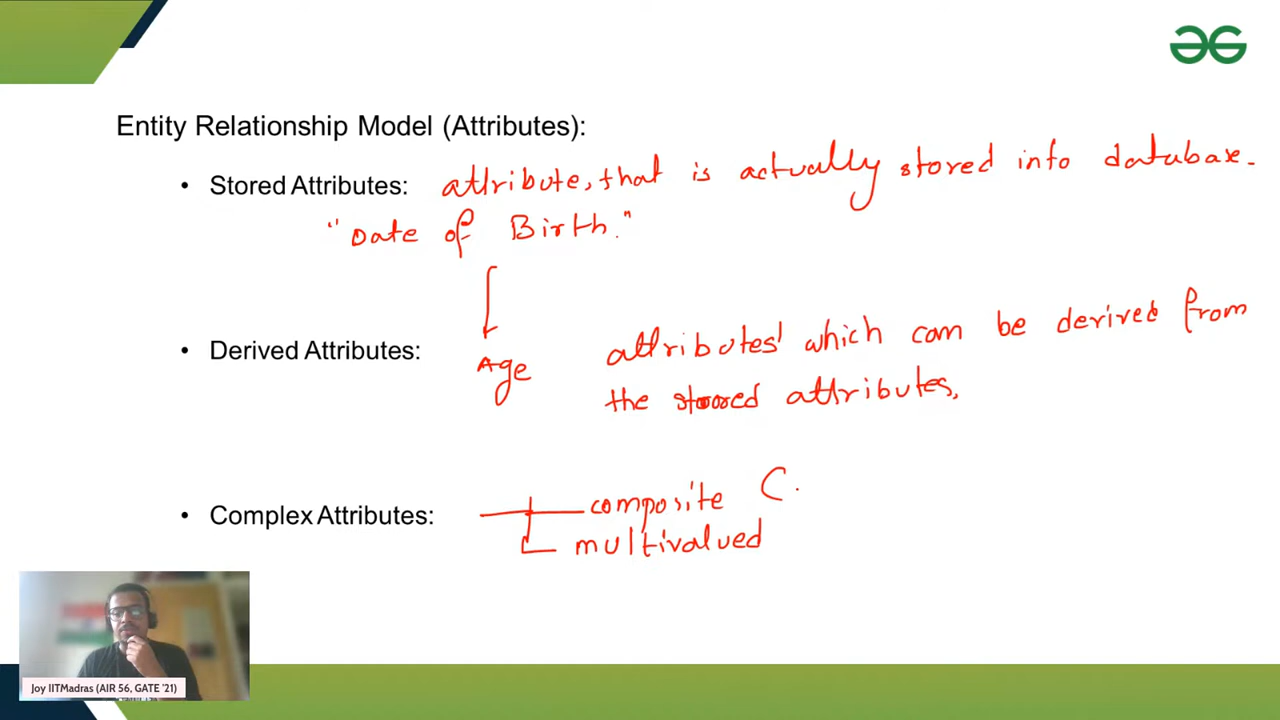 Entity Relationship Model (Attributes):
• Stored Attributes: attribute, that is actually stored into database.
"Date of Birth."
• Derived Attributes: Age attributes which can be derived from
the stored attributes.
• Complex Attributes: composite (.
multivalued
Joy IITMadras (AIR 56, GATE '21)